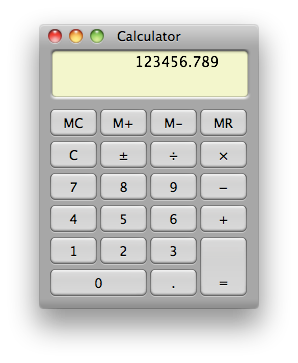 Calculator
123456.789
MC M+ M- MR
C ± ÷ ×
7 8 9 −
4 5 6 +
1 2 3
0 . =